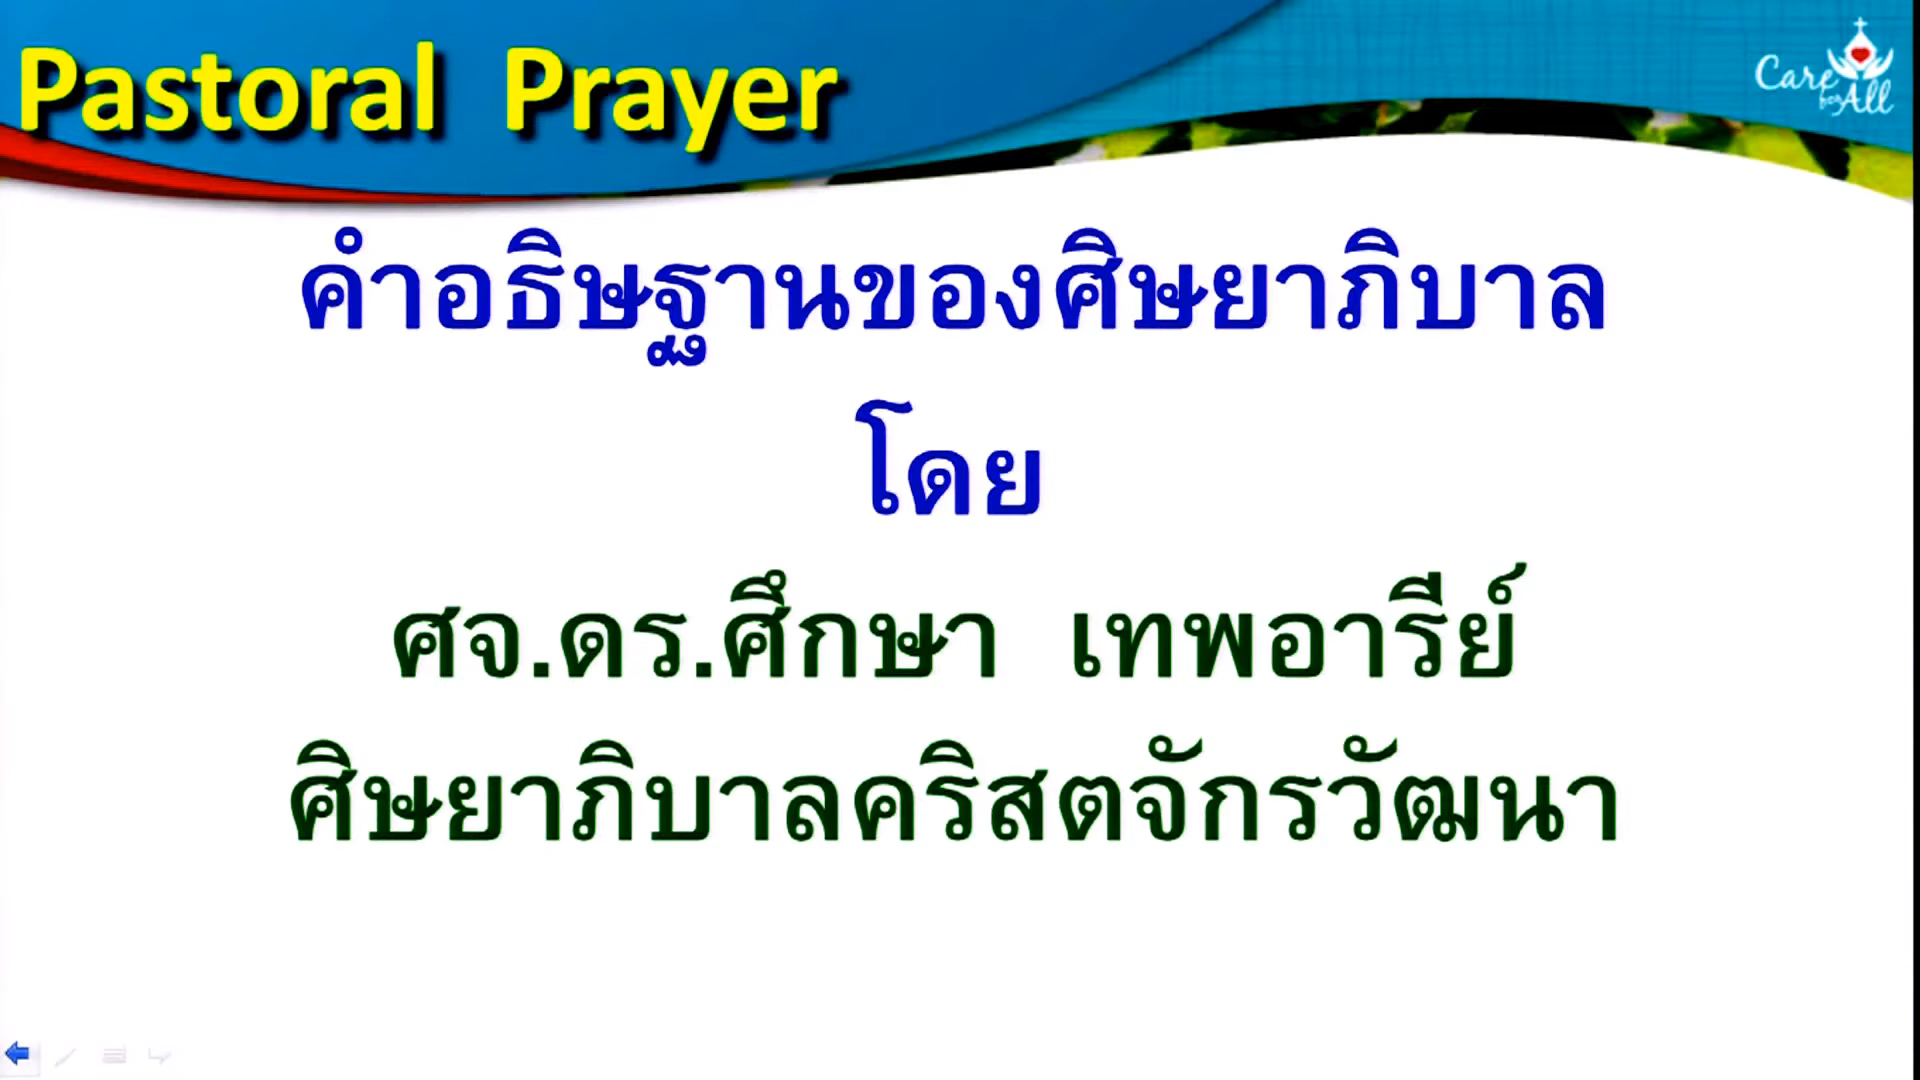 Pastoral Prayer
Care
for All
คำอธิษฐานของศิษยาภิบาล
โดย
ศจ.ดร.ศึกษา เทพอารีย์
ศิษยาภิบาลคริสตจักรวัฒนา